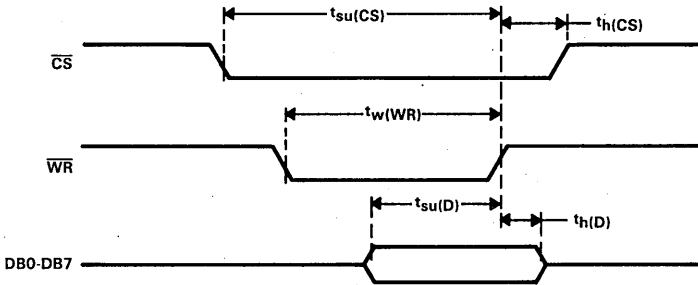 tsu(CS)
th(CS)
CS
tw(WR)
WR
tsu(D)
th(D)
DB0-DB7